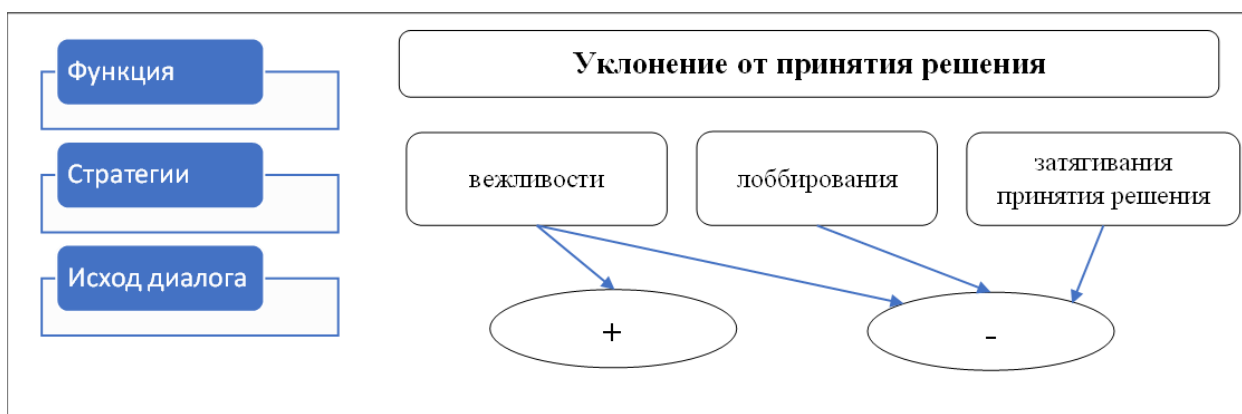 Функция
Уклонение от принятия решения
Стратегии
вежливости
лоббирования
затягивания
принятия решения
Исход диалога
+
-